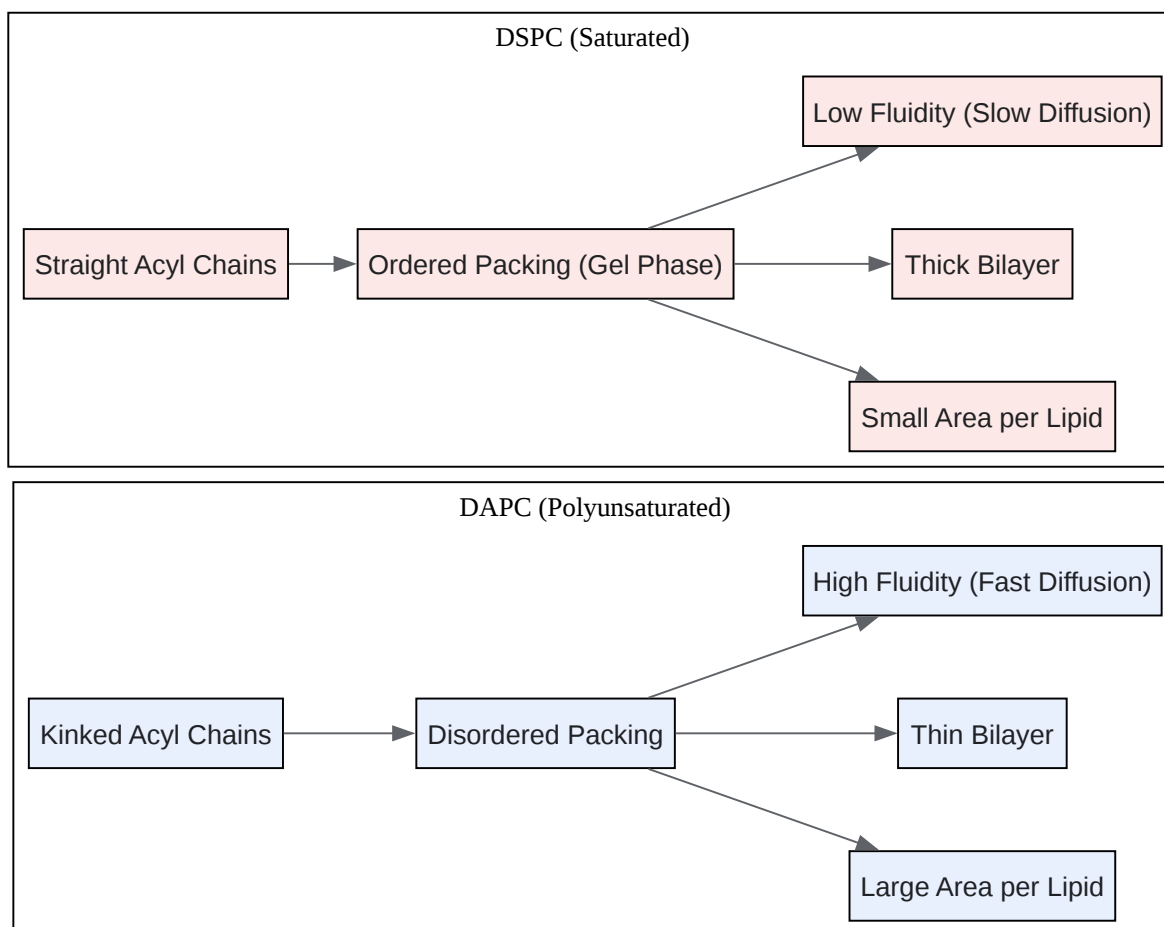 DSPC (Saturated)
Low Fluidity (Slow Diffusion)
Straight Acyl Chains
Ordered Packing (Gel Phase)
Thick Bilayer
Small Area per Lipid
DAPC (Polyunsaturated)
High Fluidity (Fast Diffusion)
Kinked Acyl Chains
Disordered Packing
Thin Bilayer
Large Area per Lipid